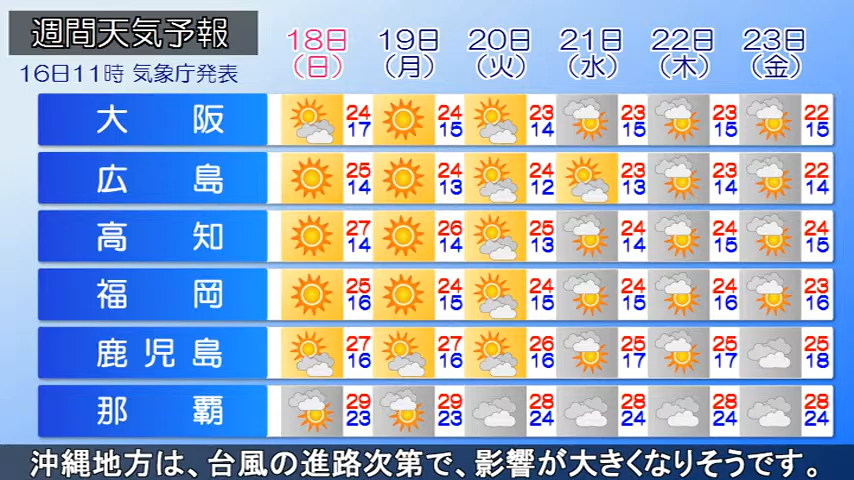 週間天気予報
16日11時 気象庁発表
18日 19日 20日 21日 22日 23日
(日) (月) (火) (水) (木) (金)
大阪 24 24 23 23 23 22
17 15 14 15 15 15
広島 25 24 24 23 23 22
14 13 12 13 14 14
高知 27 26 25 24 24 24
14 14 13 14 15 15
福岡 25 24 24 24 24 23
16 15 15 15 16 16
鹿児島 27 27 26 25 25 25
16 16 16 17 17 18
那覇 29 29 28 28 28 28
23 23 24 24 24 24
沖縄地方は、台風の進路次第で、影響が大きくなりそうです。